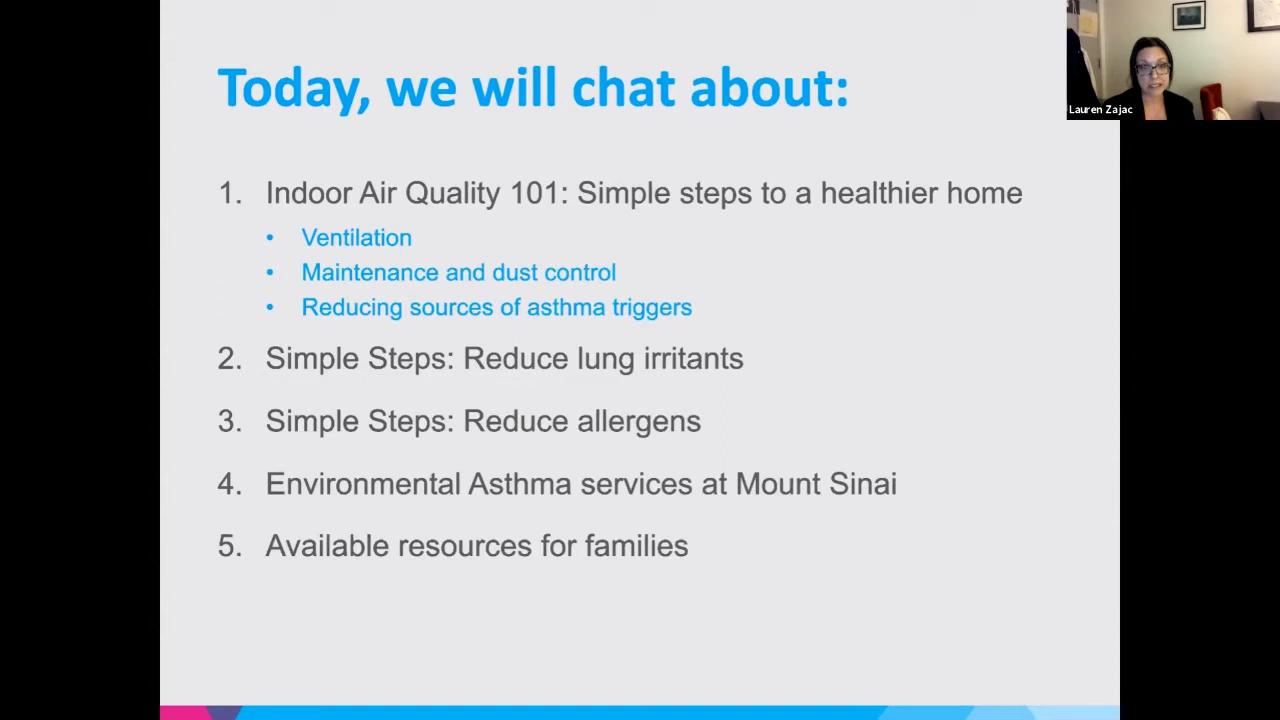 Today, we will chat about:
Lauren Zajac
1. Indoor Air Quality 101: Simple steps to a healthier home
• Ventilation
• Maintenance and dust control
• Reducing sources of asthma triggers
2. Simple Steps: Reduce lung irritants
3. Simple Steps: Reduce allergens
4. Environmental Asthma services at Mount Sinai
5. Available resources for families